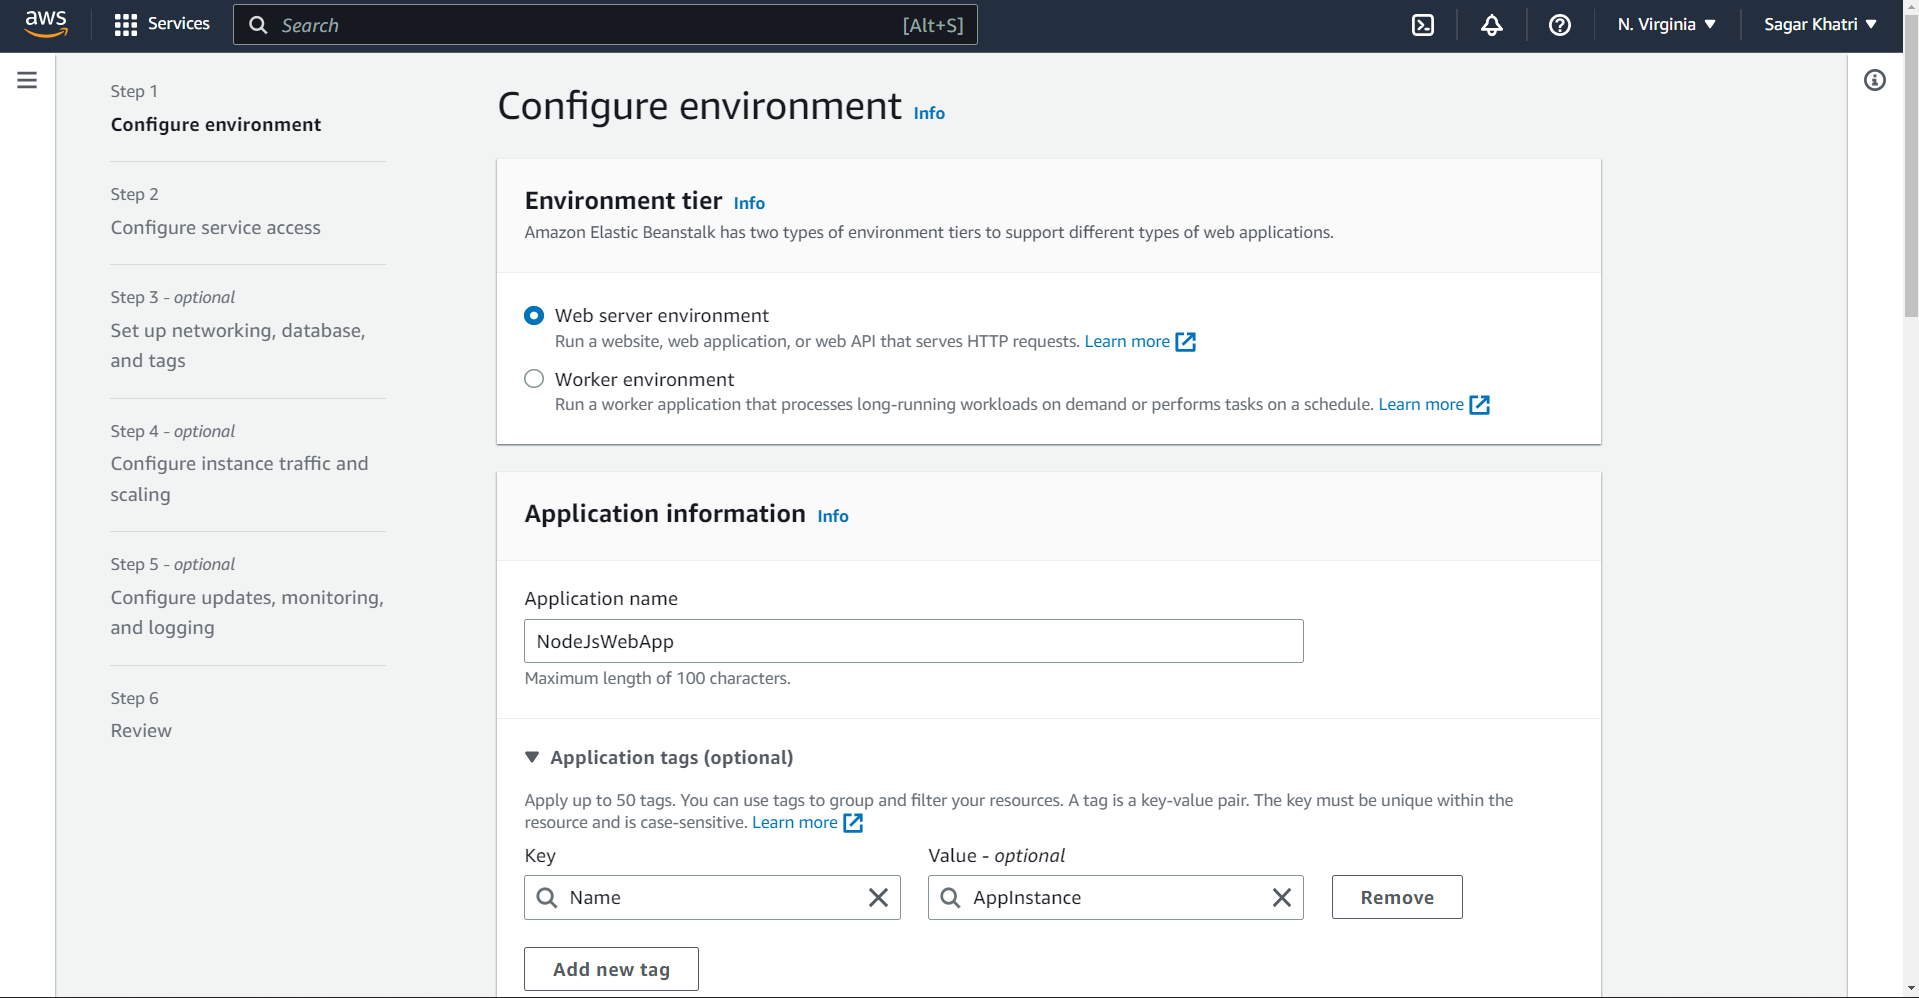 aws
Services
Search
[Alt+S]
N. Virginia
Sagar Khatri
Step 1
Configure environment
Step 2
Configure service access
Step 3 - optional
Set up networking, database,
and tags
Step 4 - optional
Configure instance traffic and
scaling
Step 5 - optional
Configure updates, monitoring,
and logging
Step 6
Review
Configure environment Info
Environment tier Info
Amazon Elastic Beanstalk has two types of environment tiers to support different types of web applications.
Web server environment
Run a website, web application, or web API that serves HTTP requests. Learn more
Worker environment
Run a worker application that processes long-running workloads on demand or performs tasks on a schedule. Learn more
Application information Info
Application name
NodeJsWebApp
Maximum length of 100 characters.
Application tags (optional)
Apply up to 50 tags. You can use tags to group and filter your resources. A tag is a key-value pair. The key must be unique within the
resource and is case-sensitive. Learn more
Key
Value - optional
Name
AppInstance
Remove
Add new tag